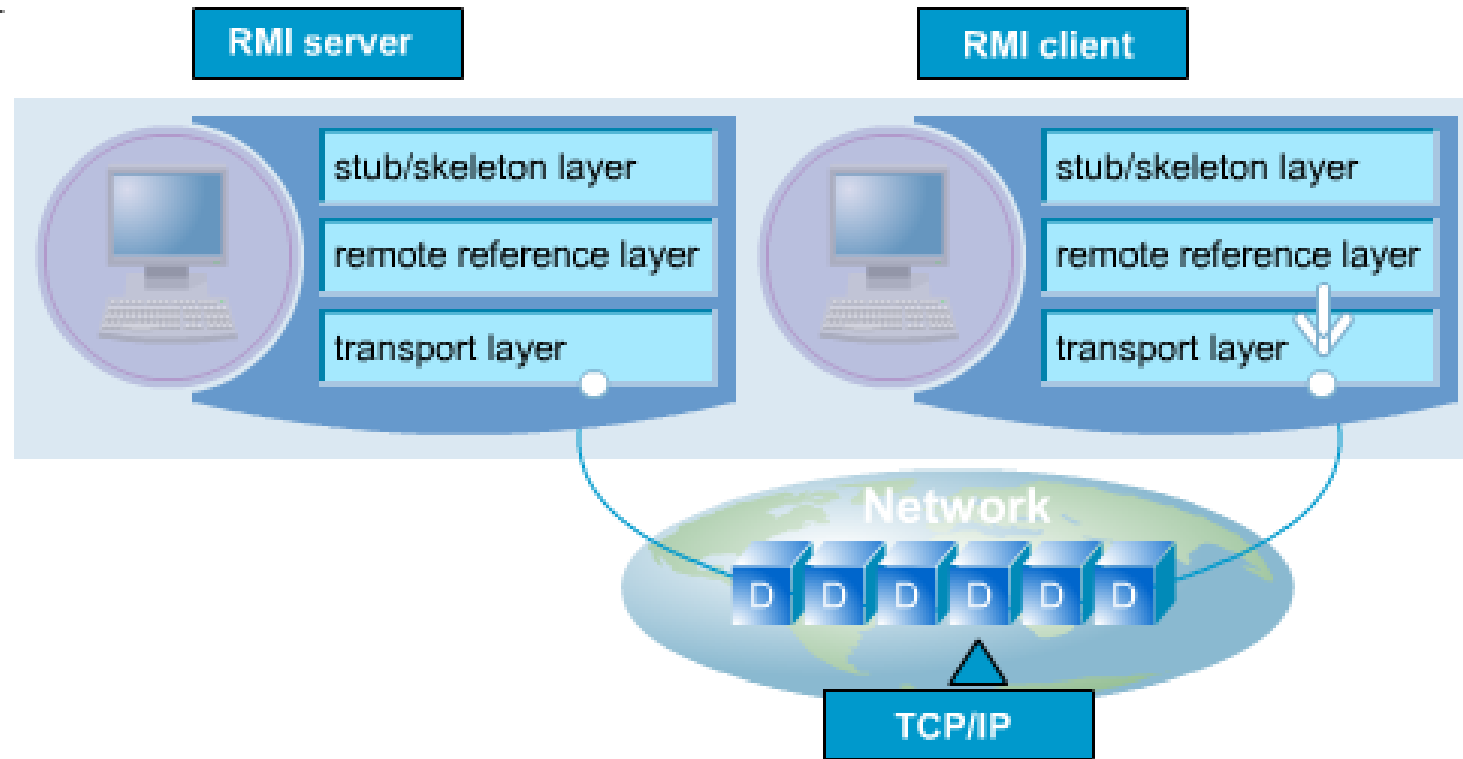 RMI server
RMI client
stub/skeleton layer
remote reference layer
transport layer
stub/skeleton layer
remote reference layer
transport layer
Network
D D D D D D
TCP/IP